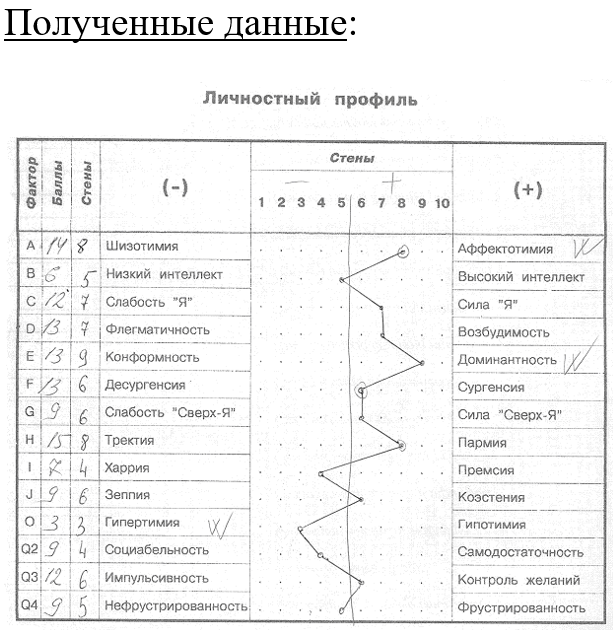 Полученные данные:
Личностный профиль
Фактор Баллы Стены (-) Стены (+)
— +
1 2 3 4 5 6 7 8 9 10
A 14 8 Шизотимия Аффектотимия
B 6 5 Низкий интеллект Высокий интеллект
C 12 7 Слабость "Я" Сила "Я"
D 13 7 Флегматичность Возбудимость
E 13 9 Конформность Доминантность
F 13 6 Десургенсия Сургенсия
G 9 6 Слабость "Сверх-Я" Сила "Сверх-Я"
H 15 8 Тректия Пармия
I 7 4 Харрия Премсия
J 9 6 Зеппия Коэстения
O 3 3 Гипертимия Гипотимия
Q2 9 4 Социабельность Самодостаточность
Q3 12 6 Импульсивность Контроль желаний
Q4 9 5 Нефрустрированность Фрустрированность